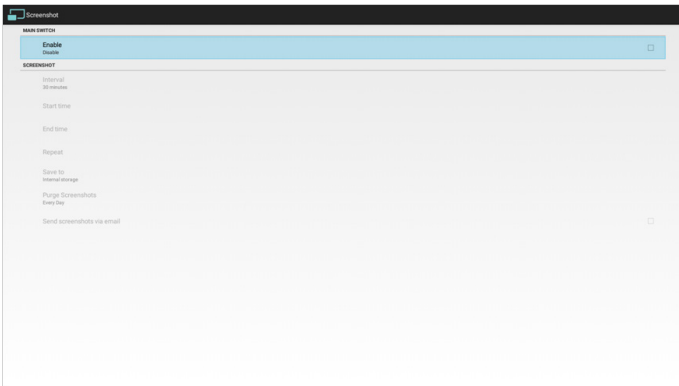 Screenshot
MAIN SWITCH
Enable
Disable
SCREENSHOT
Interval
30 minutes
Start time
End time
Repeat
Save to
Internal storage
Purge Screenshots
Every Day
Send screenshots via email